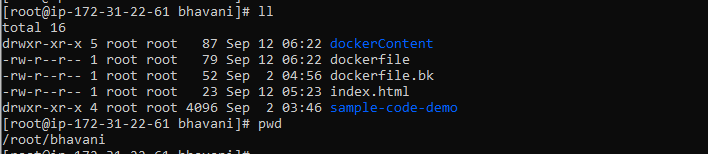 [root@ip-172-31-22-61 bhavani]# ll
total 16
drwxr-xr-x 5 root root   87 Sep 12 06:22 dockerContent
-rw-r--r-- 1 root root   79 Sep 12 06:22 dockerfile
-rw-r--r-- 1 root root   52 Sep  2 04:56 dockerfile.bk
-rw-r--r-- 1 root root   23 Sep 12 05:23 index.html
drwxr-xr-x 4 root root 4096 Sep  2 03:46 sample-code-demo
[root@ip-172-31-22-61 bhavani]# pwd
/root/bhavani